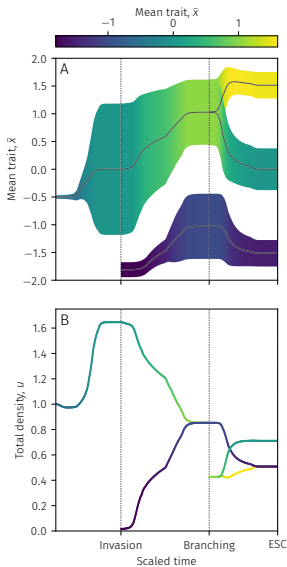 Mean trait, x̄
−1 0 1
A
2.0
1.5
1.0
0.5
0.0
−0.5
−1.0
−1.5
−2.0
Mean trait, x̄
B
1.6
1.4
1.2
1.0
0.8
0.6
0.4
0.2
0.0
Total density, u
Invasion Branching ESC
Scaled time